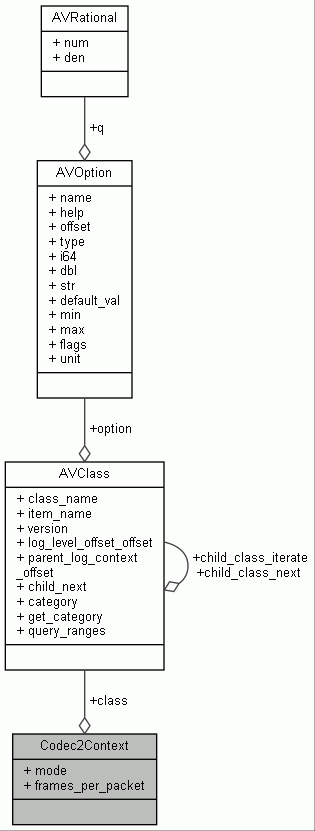 AVRational
+ num
+ den
+q
AVOption
+ name
+ help
+ offset
+ type
+ i64
+ dbl
+ str
+ default_val
+ min
+ max
+ flags
+ unit
+option
AVClass
+ class_name
+ item_name
+ version
+ log_level_offset_offset
+ parent_log_context
_offset
+ child_next
+ category
+ get_category
+ query_ranges
+child_class_iterate
+child_class_next
+class
Codec2Context
+ mode
+ frames_per_packet